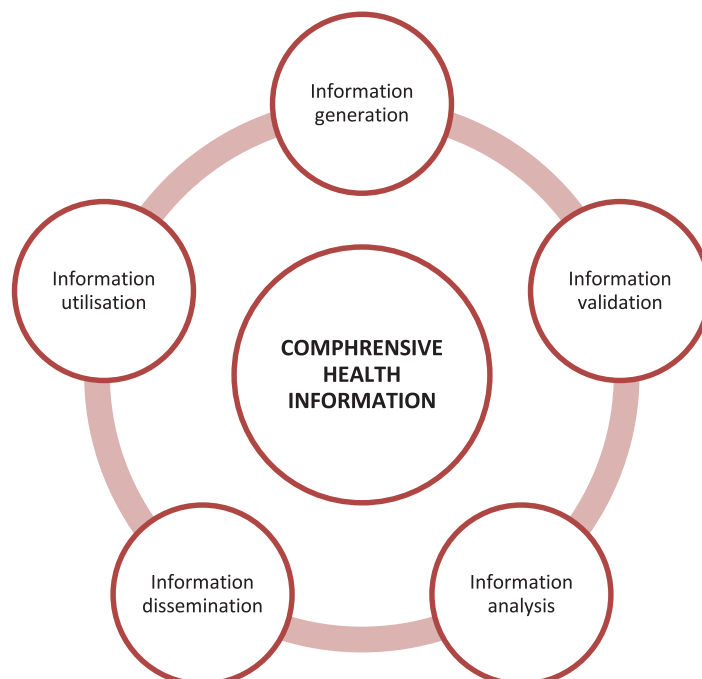 Information
generation
Information
utilisation
Information
validation
COMPHRENSIVE
HEALTH
INFORMATION
Information
dissemination
Information
analysis